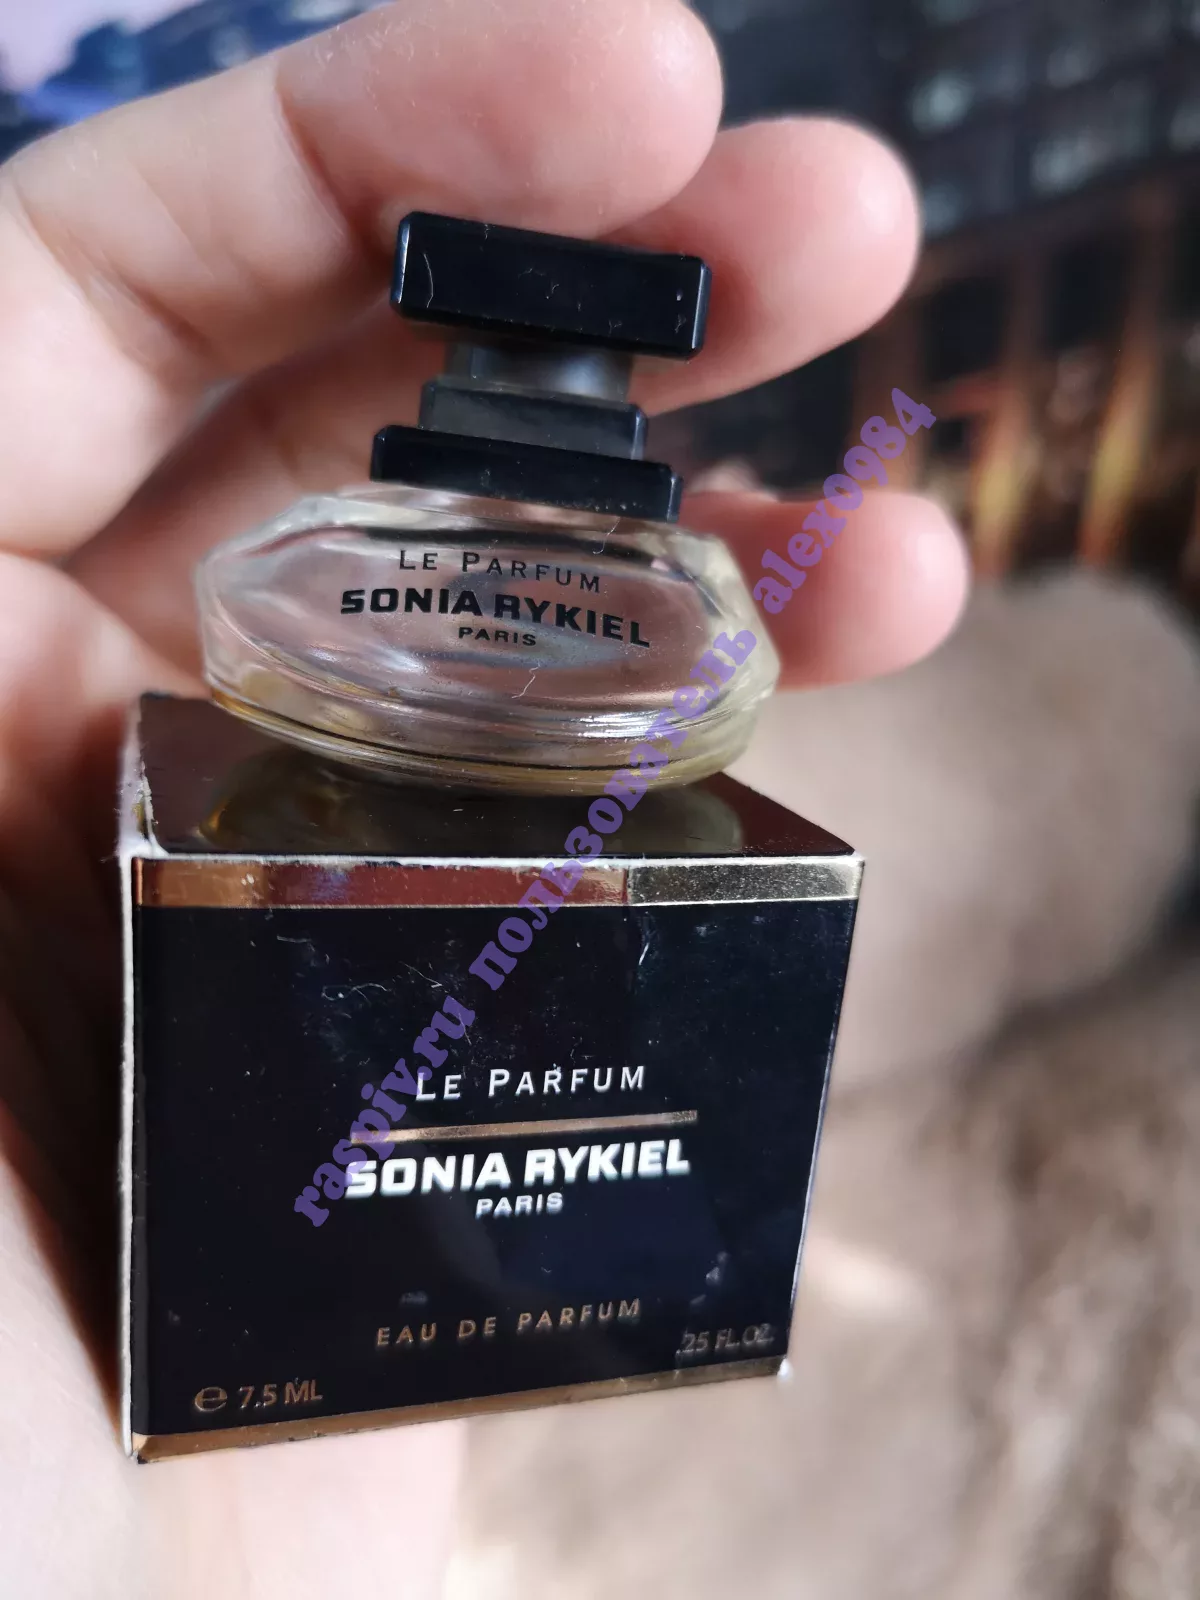 LE PARFUM
SONIA RYKIEL
PARIS
raspiv.ru пользователь alex0984
LE PARFUM
SONIA RYKIEL
PARIS
EAU DE PARFUM
℮ 7.5 ML
.25 FL.OZ.